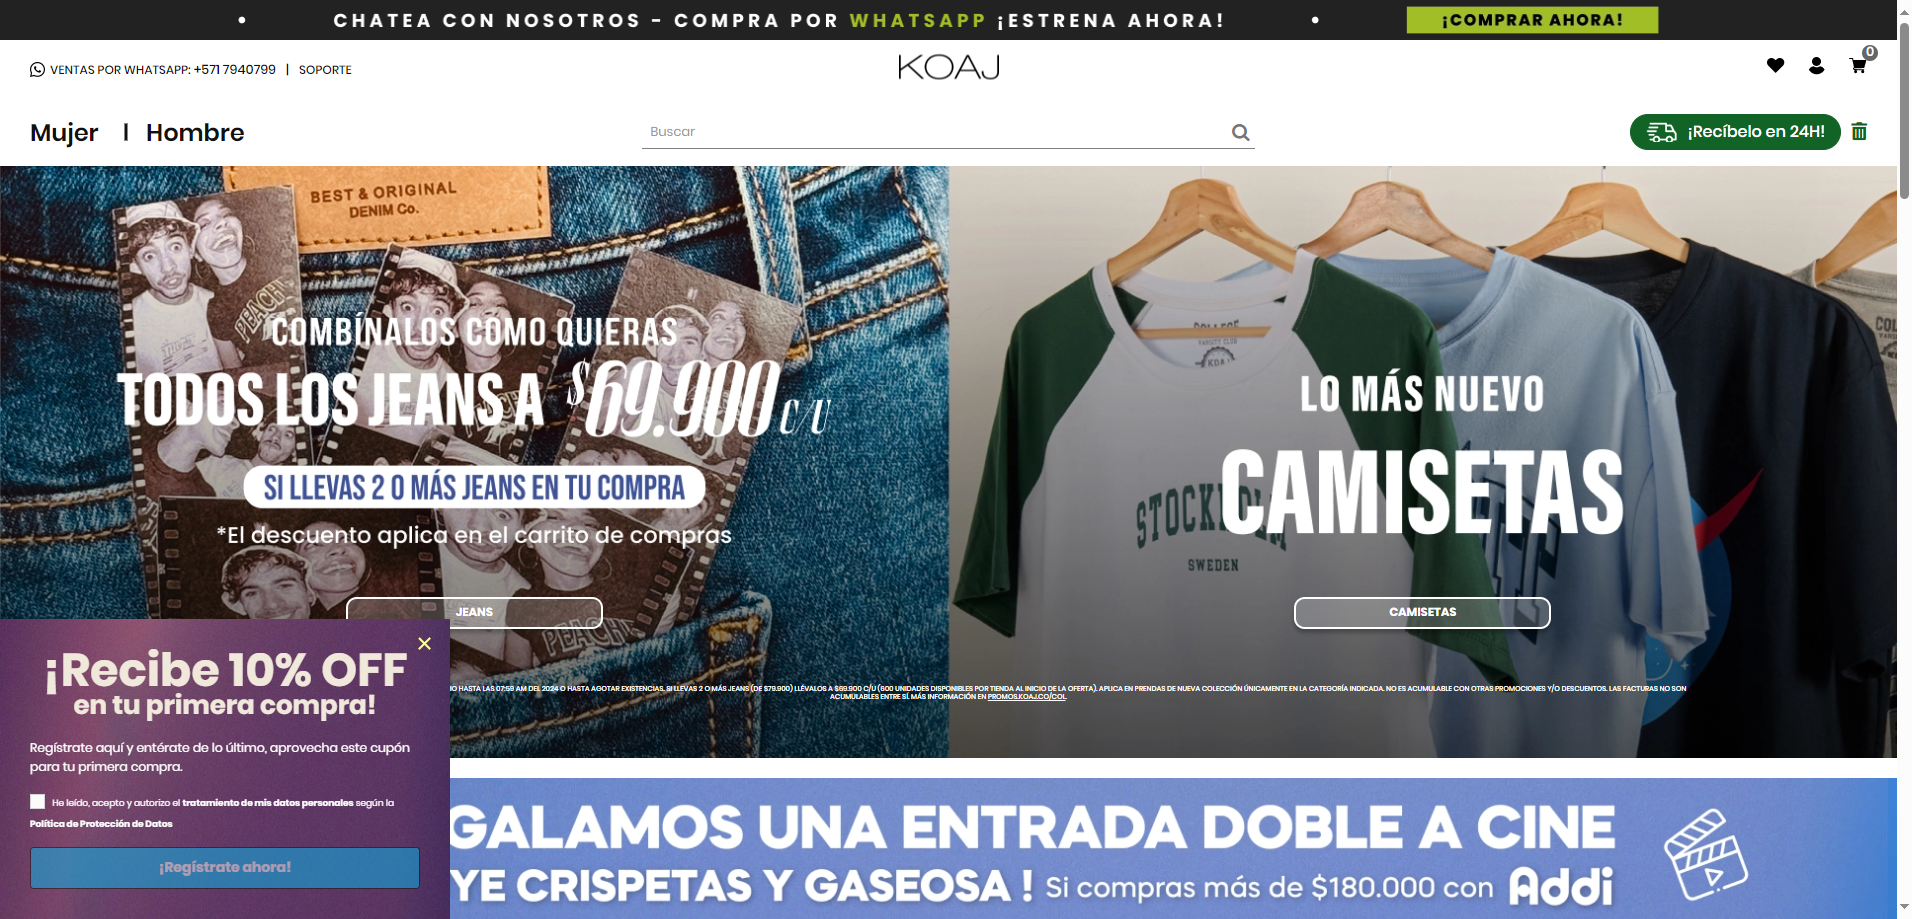 CHATEA CON NOSOTROS - COMPRA POR WHATSAPP ¡ESTRENA AHORA!
¡COMPRAR AHORA!
VENTAS POR WHATSAPP: +571 7940799 | SOPORTE
KOAJ
0
Mujer | Hombre
Buscar
¡Recíbelo en 24H!
BEST & ORIGINAL
DENIM Co.
PEACHY
COMBÍNALOS COMO QUIERAS
TODOS LOS JEANS A $69.900 C/U
SI LLEVAS 2 O MÁS JEANS EN TU COMPRA
*El descuento aplica en el carrito de compras
JEANS
PEACHY
COLLEGE
VARSITY CLUB
KOAJ
LO MÁS NUEVO
CAMISETAS
SWEDEN
CAMISETAS
IO HASTA LAS 07:59 AM DEL 2024 O HASTA AGOTAR EXISTENCIAS. SI LLEVAS 2 O MÁS JEANS (DE $79.900) LLÉVALOS A $69.900 C/U (600 UNIDADES DISPONIBLES POR TIENDA AL INICIO DE LA OFERTA). APLICA EN PRENDAS DE NUEVA COLECCIÓN ÚNICAMENTE EN LA CATEGORÍA INDICADA. NO ES ACUMULABLE CON OTRAS PROMOCIONES Y/O DESCUENTOS. LAS FACTURAS NO SON
ACUMULABLES ENTRE SÍ. MÁS INFORMACIÓN EN PROMOS.KOAJ.CO/COL
¡Recibe 10% OFF
en tu primera compra!
Regístrate aquí y entérate de lo último, aprovecha este cupón
para tu primera compra.
He leído, acepto y autorizo el tratamiento de mis datos personales según la
Política de Protección de Datos
¡Regístrate ahora!
GALAMOS UNA ENTRADA DOBLE A CINE
YE CRISPETAS Y GASEOSA ! Si compras más de $180.000 con Addi